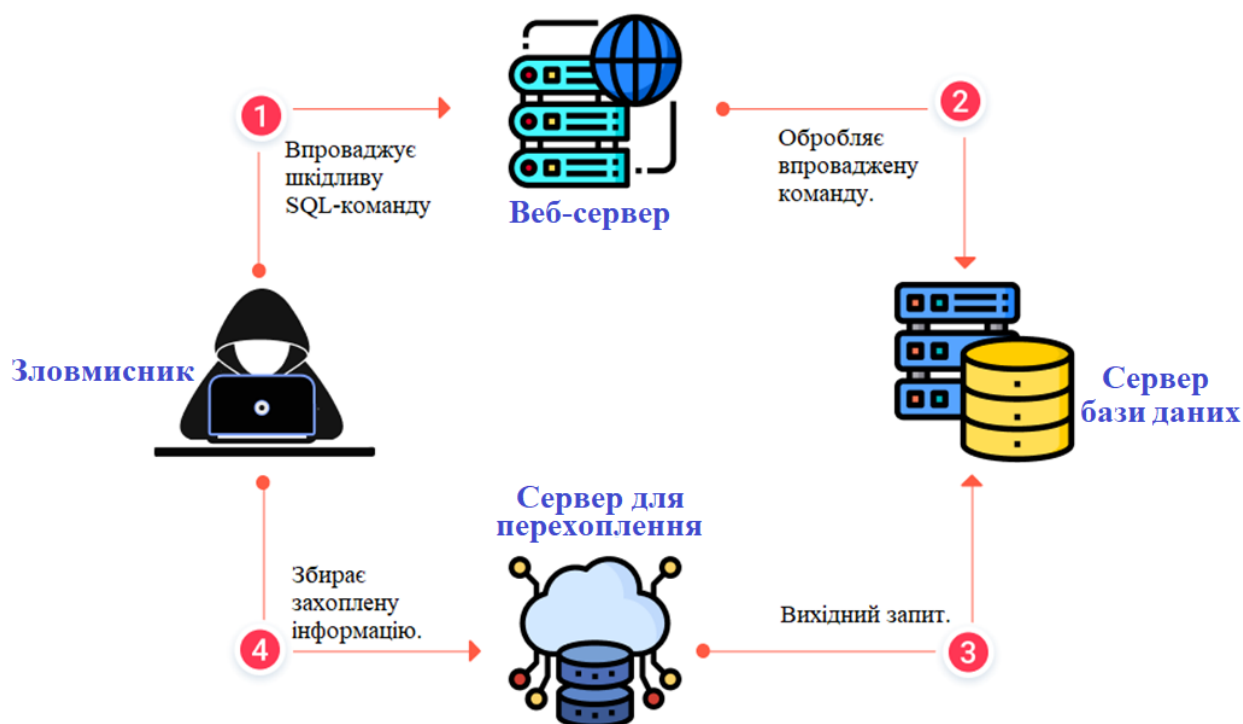 1
Впроваджує
шкідливу
SQL-команду
Веб-сервер
2
Обробляє
впроваджену
команду.
Зловмисник
Сервер
бази даних
Сервер для
перехоплення
Збирає
захоплену
інформацію.
4
Вихідний запит.
3